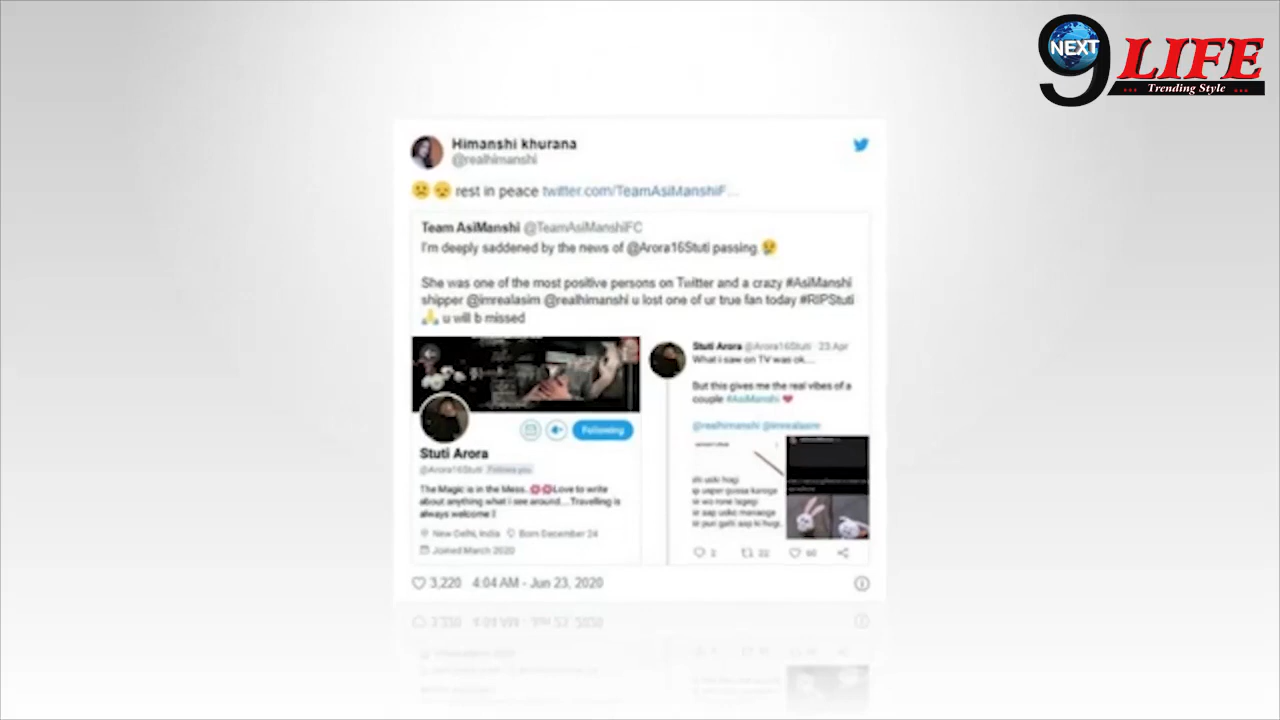 9 NEXT LIFE
... Trending Style ...
Himanshi khurana
@realhimanshi
☹️😞 rest in peace twitter.com/TeamAsiManshiF…
Team AsiManshi @TeamAsiManshiFC
I'm deeply saddened by the news of @Arora16Stuti passing 😢
She was one of the most positive persons on Twitter and a crazy #AsiManshi
shipper @imrealasim @realhimanshi u lost one of ur true fan today #RIPStuti
🙏 u will b missed
Following
Stuti Arora
@Arora16Stuti Follows you
The Magic is in the Mess..🌸🌸Love to write
about anything what i see around....Travelling is
always welcome !!
New Delhi, India Born December 24
Joined March 2020
Stuti Arora @Arora16Stuti · 23 Apr
What i saw on TV was ok....
But this gives me the real vibes of a
couple #AsiManshi ❤️
@realhimanshi @imrealasim
2 22 60
3,220 4:04 AM - Jun 23, 2020